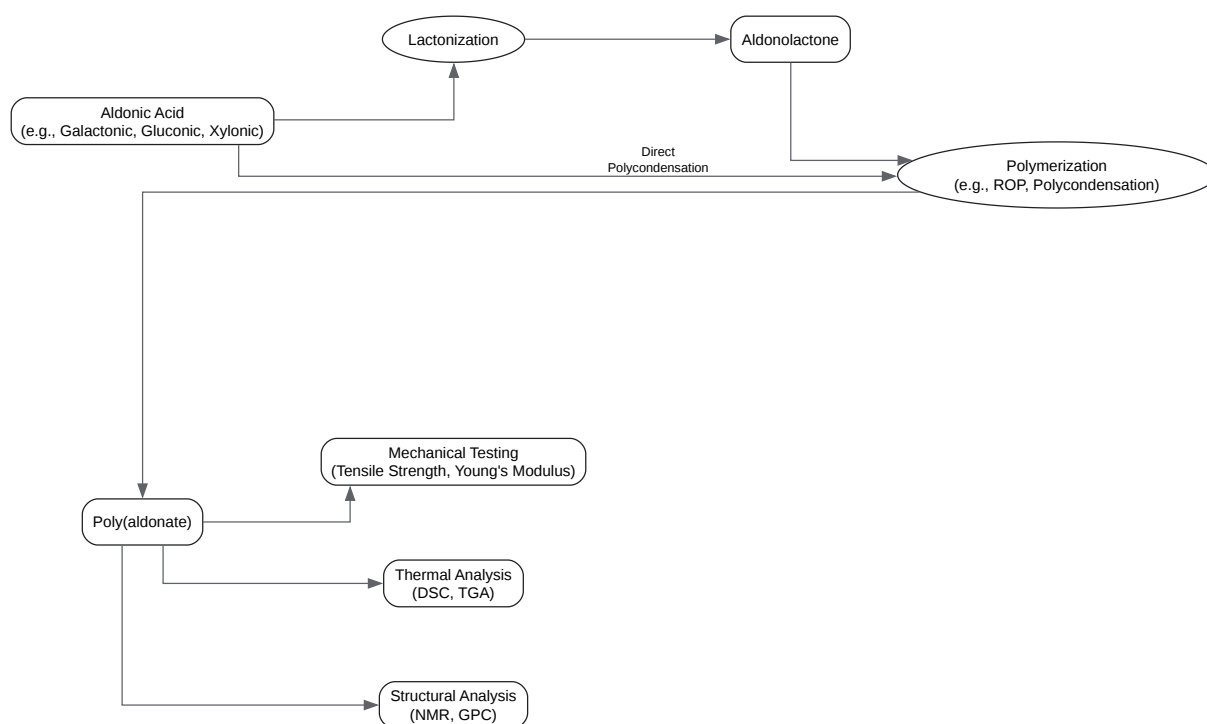 Lactonization
Aldonolactone
Aldonic Acid
(e.g., Galactonic, Gluconic, Xylonic)
Direct
Polycondensation
Polymerization
(e.g., ROP, Polycondensation)
Mechanical Testing
(Tensile Strength, Young's Modulus)
Poly(aldonate)
Thermal Analysis
(DSC, TGA)
Structural Analysis
(NMR, GPC)